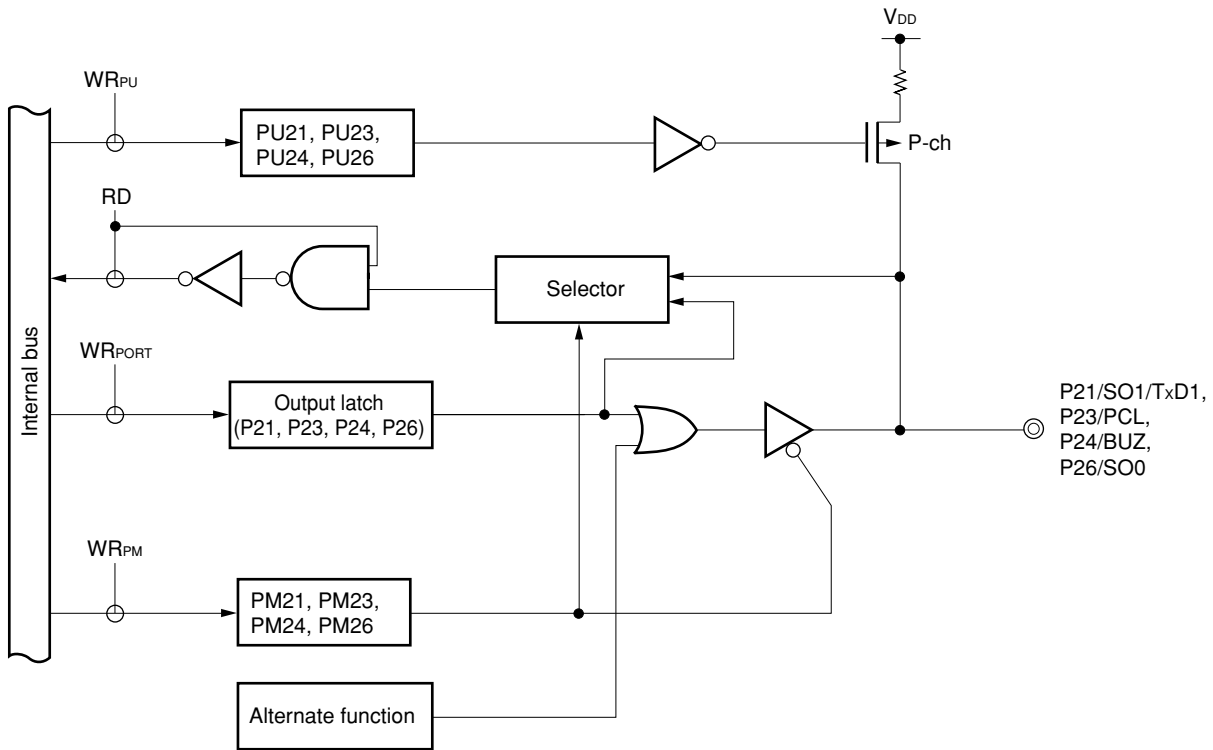 VDD
WRPU
PU21, PU23,
PU24, PU26
P-ch
RD
Selector
Internal bus
WRPORT
Output latch
(P21, P23, P24, P26)
P21/SO1/TxD1,
P23/PCL,
P24/BUZ,
P26/SO0
WRPM
PM21, PM23,
PM24, PM26
Alternate function